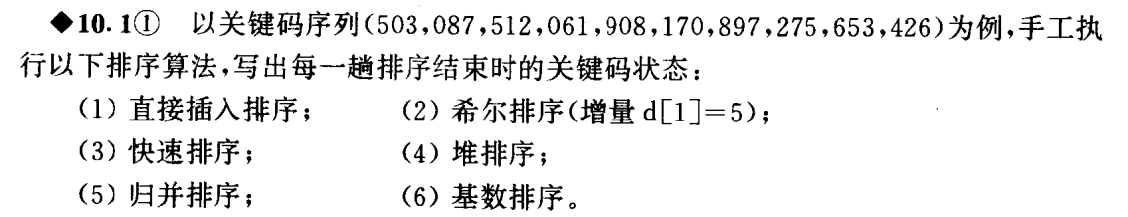 ◆10.1① 以关键码序列(503,087,512,061,908,170,897,275,653,426)为例,手工执
行以下排序算法,写出每一趟排序结束时的关键码状态:
(1) 直接插入排序; (2) 希尔排序(增量 d[1]=5);
(3) 快速排序; (4) 堆排序;
(5) 归并排序; (6) 基数排序。